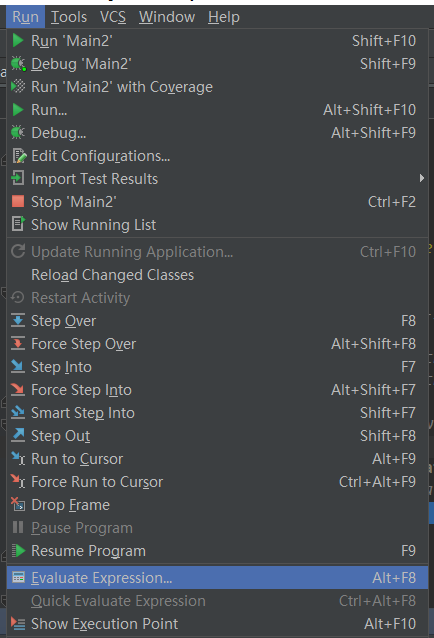 Run Tools VCS Window Help
Run 'Main2' Shift+F10
Debug 'Main2' Shift+F9
Run 'Main2' with Coverage
Run... Alt+Shift+F10
Debug... Alt+Shift+F9
Edit Configurations...
Import Test Results
Stop 'Main2' Ctrl+F2
Show Running List
Update Running Application... Ctrl+F10
Reload Changed Classes
Restart Activity
Step Over F8
Force Step Over Alt+Shift+F8
Step Into F7
Force Step Into Alt+Shift+F7
Smart Step Into Shift+F7
Step Out Shift+F8
Run to Cursor Alt+F9
Force Run to Cursor Ctrl+Alt+F9
Drop Frame
Pause Program
Resume Program F9
Evaluate Expression... Alt+F8
Quick Evaluate Expression Ctrl+Alt+F8
Show Execution Point Alt+F10